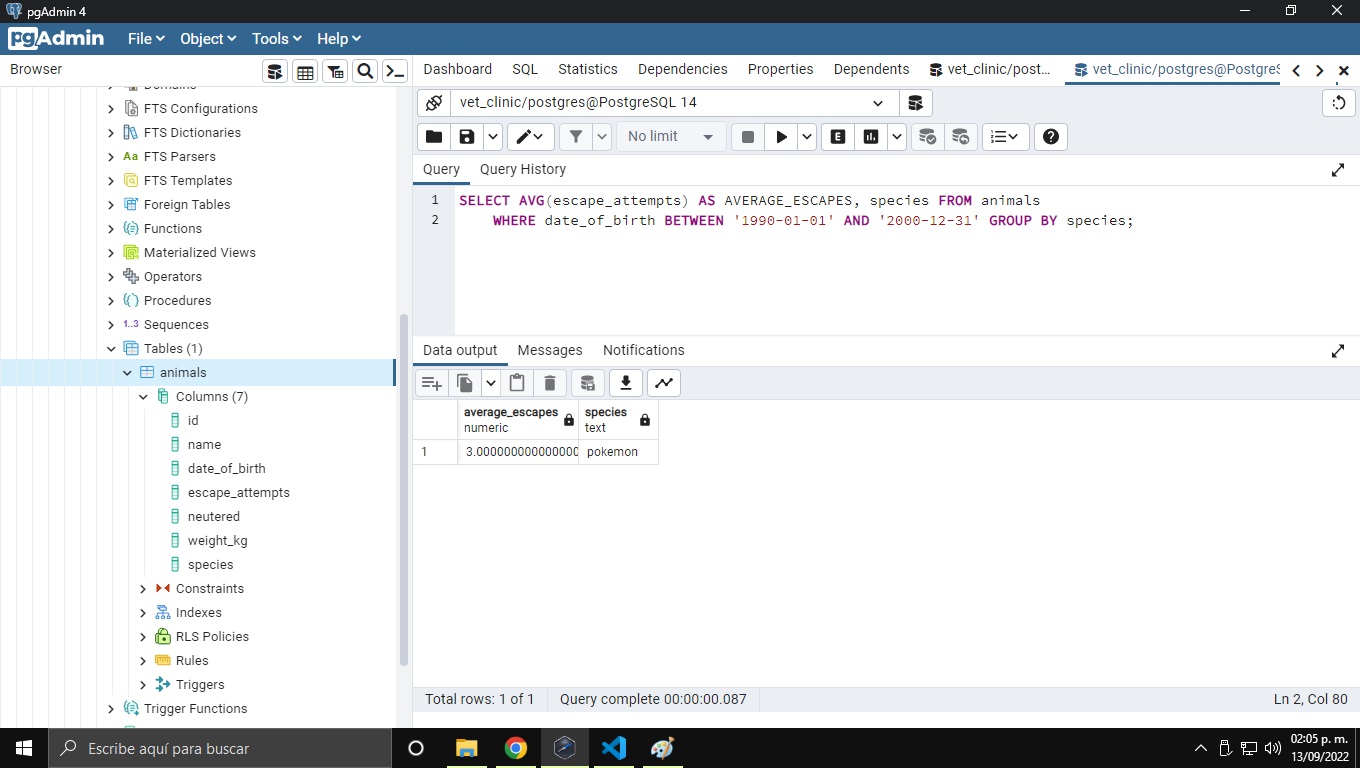 pgAdmin 4
pgAdmin File Object Tools Help
Browser
Dashboard SQL Statistics Dependencies Properties Dependents vet_clinic/post... vet_clinic/postgres@PostgreS
vet_clinic/postgres@PostgreSQL 14
No limit
E
Query Query History
1 SELECT AVG(escape_attempts) AS AVERAGE_ESCAPES, species FROM animals
2 WHERE date_of_birth BETWEEN '1990-01-01' AND '2000-12-31' GROUP BY species;
Domains
FTS Configurations
FTS Dictionaries
Aa FTS Parsers
FTS Templates
Foreign Tables
Functions
Materialized Views
Operators
Procedures
1..3 Sequences
Tables (1)
animals
Columns (7)
id
name
date_of_birth
escape_attempts
neutered
weight_kg
species
Constraints
Indexes
RLS Policies
Rules
Triggers
Trigger Functions
Data output Messages Notifications
average_escapes species
numeric text
1 3.000000000000000 pokemon
Total rows: 1 of 1 Query complete 00:00:00.087 Ln 2, Col 80
Escribe aquí para buscar
02:05 p. m.
13/09/2022